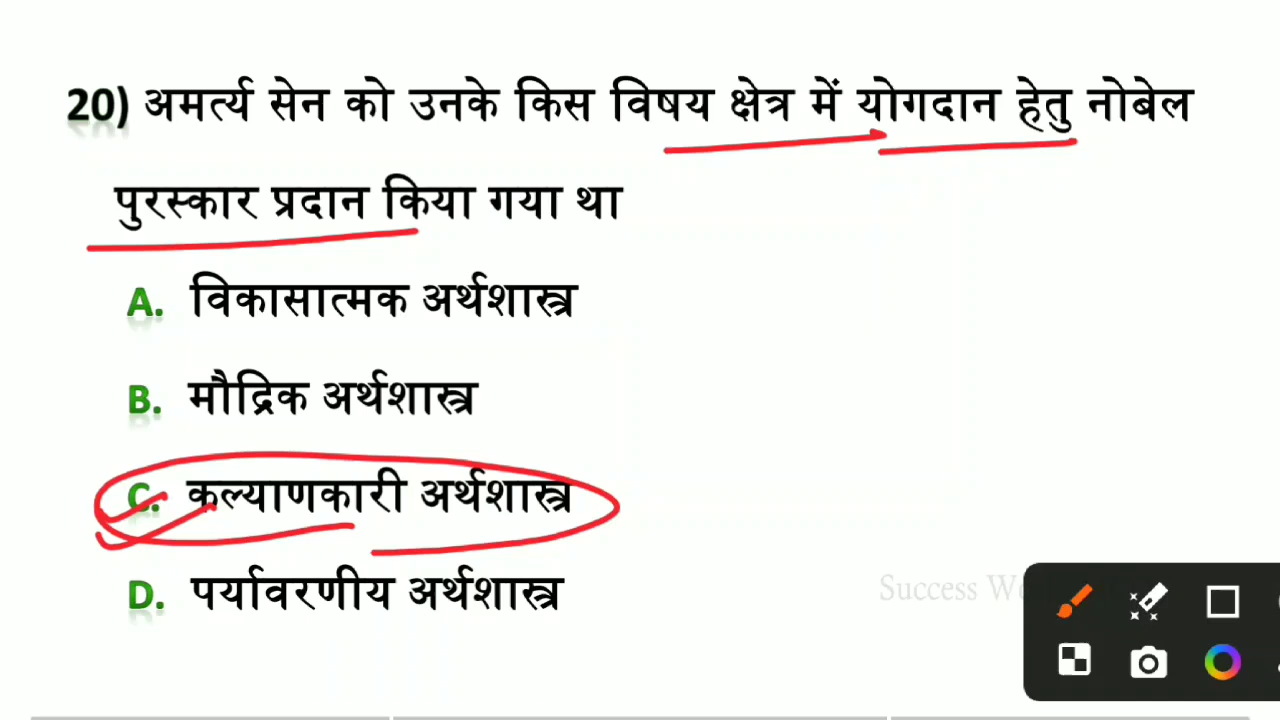 20) अमर्त्य सेन को उनके किस विषय क्षेत्र में योगदान हेतु नोबेल
पुरस्कार प्रदान किया गया था
A. विकासात्मक अर्थशास्त्र
B. मौद्रिक अर्थशास्त्र
C. कल्याणकारी अर्थशास्त्र
D. पर्यावरणीय अर्थशास्त्र
Success